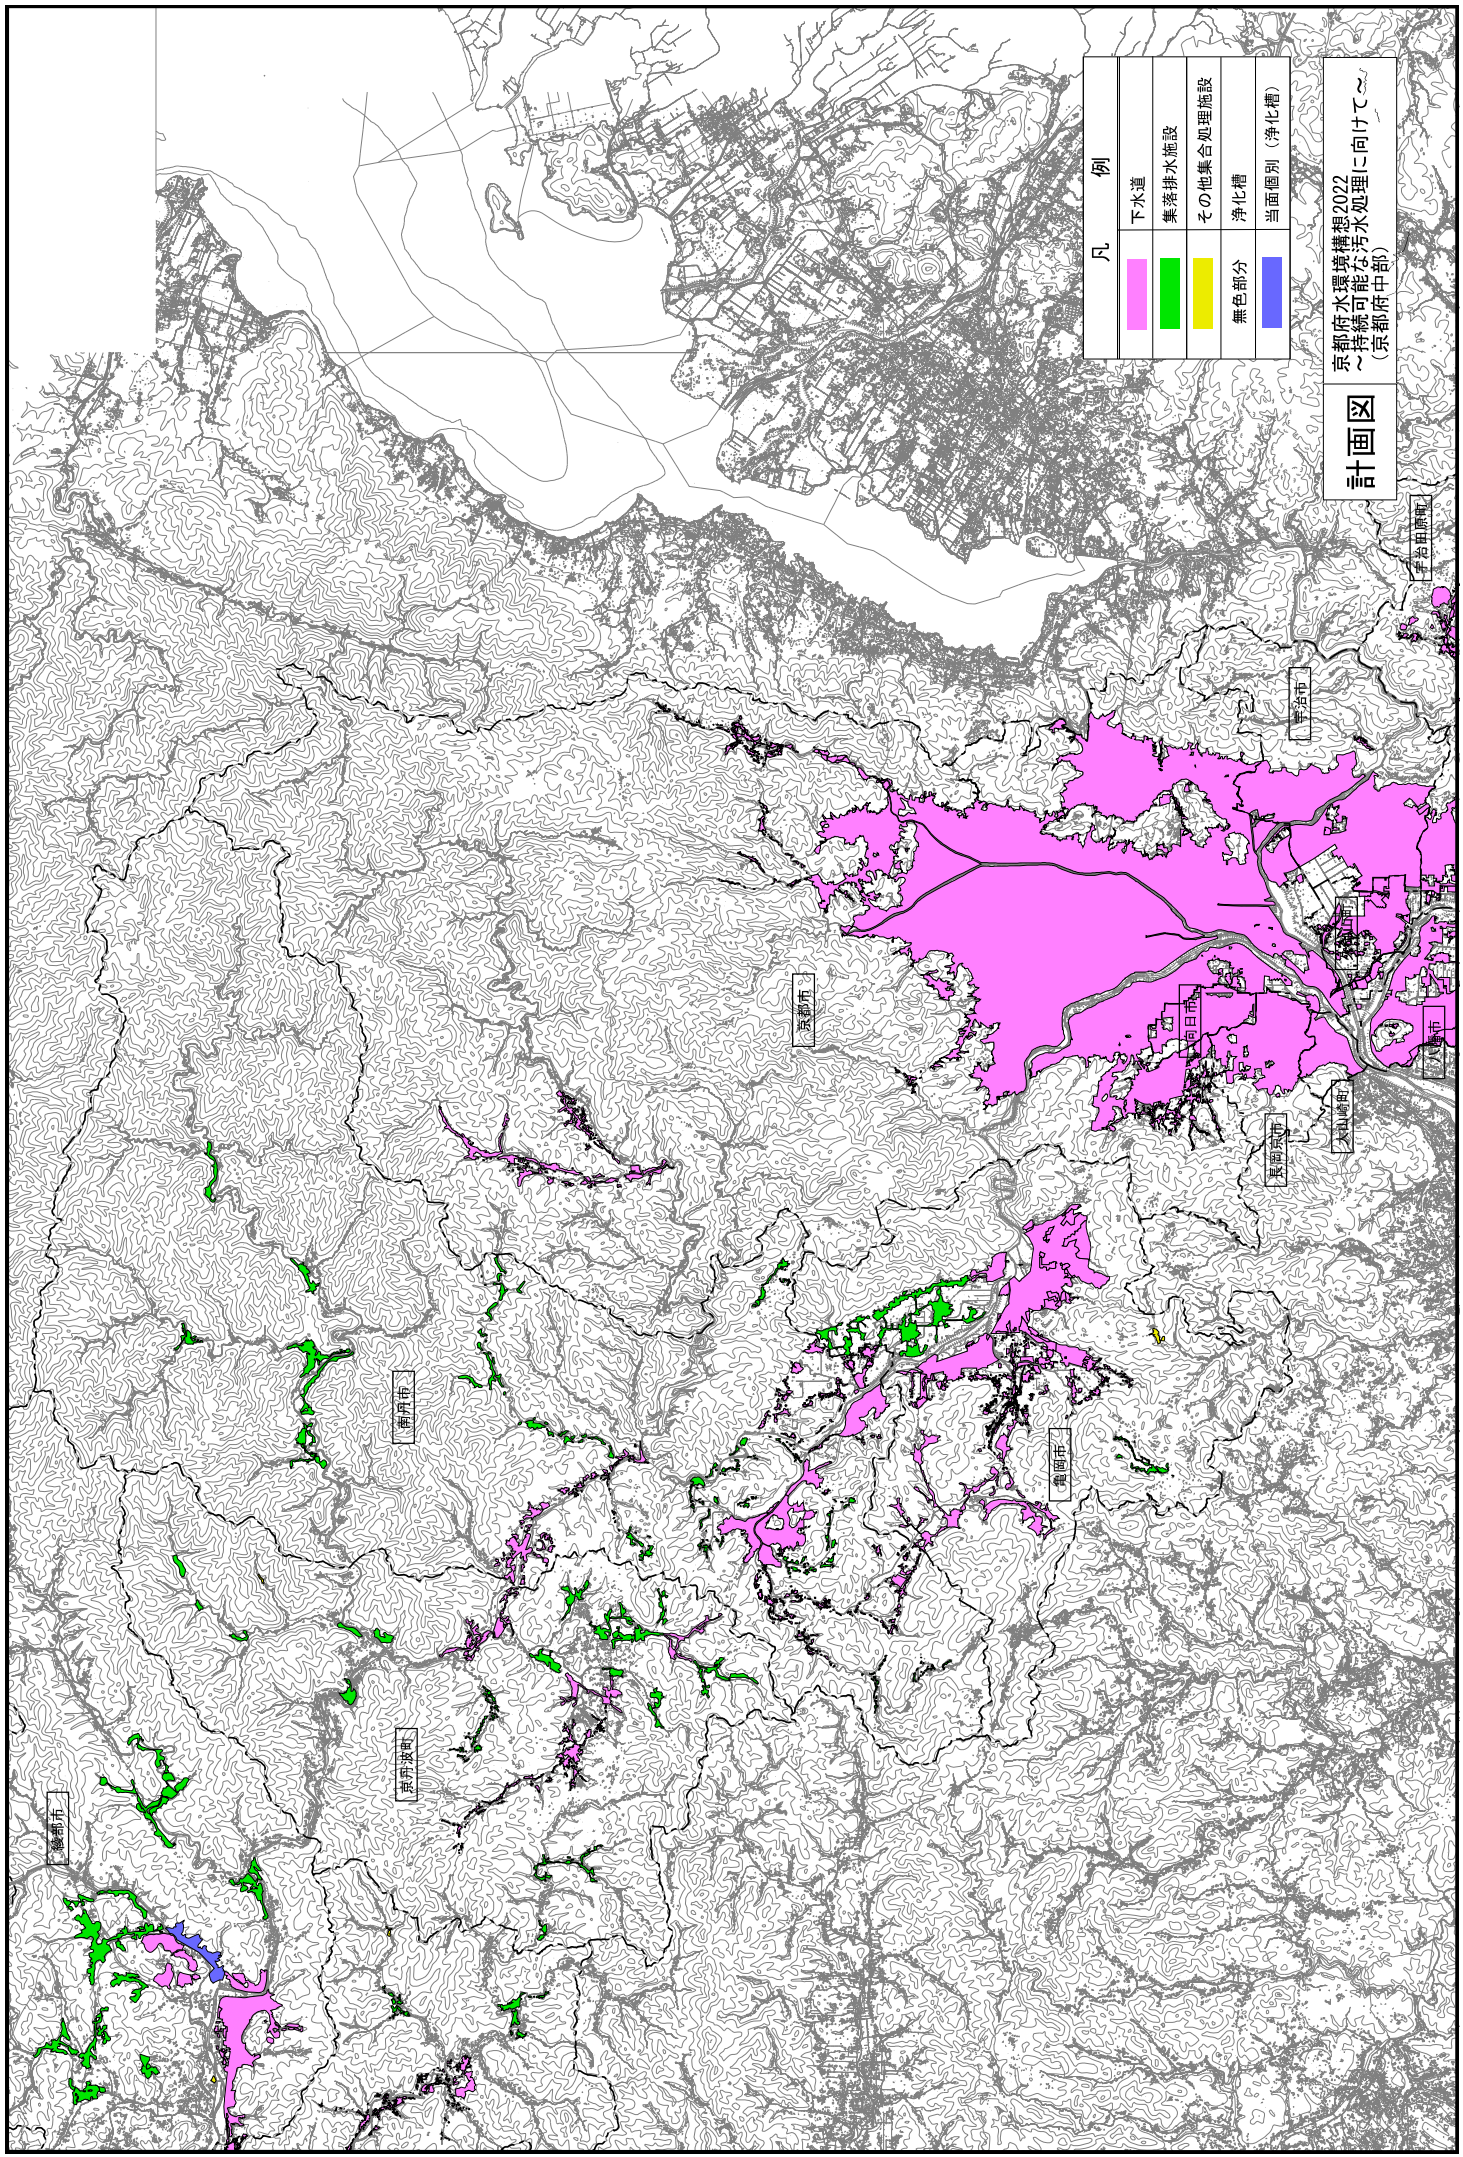 計画図
京都府水環境構想2022
～持続可能な汚水処理に向けて～
（京都府中部）
凡 例
下水道
集落排水施設
その他集合処理施設
無色部分 浄化槽
当面個別（浄化槽）
綾部市
京丹波町
南丹市
亀岡市
京都市
長岡京市
大山崎町
向日市
八幡市
久御山町
宇治市
宇治田原町